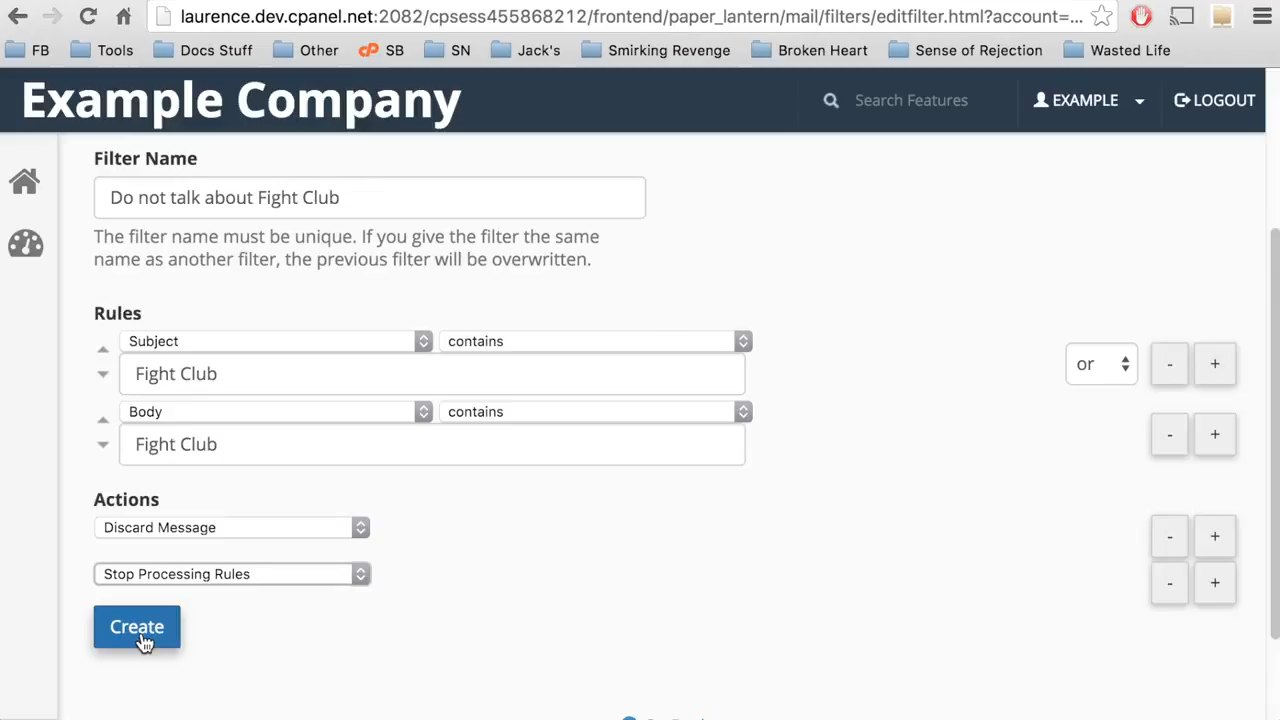 laurence.dev.cpanel.net:2082/cpsess455868212/frontend/paper_lantern/mail/filters/editfilter.html?account=...
FB Tools Docs Stuff Other cP SB SN Jack's Smirking Revenge Broken Heart Sense of Rejection Wasted Life
Example Company Search Features EXAMPLE LOGOUT
Filter Name
Do not talk about Fight Club
The filter name must be unique. If you give the filter the same
name as another filter, the previous filter will be overwritten.
Rules
Subject contains
Fight Club
or - +
Body contains
Fight Club
- +
Actions
Discard Message
- +
Stop Processing Rules
- +
Create